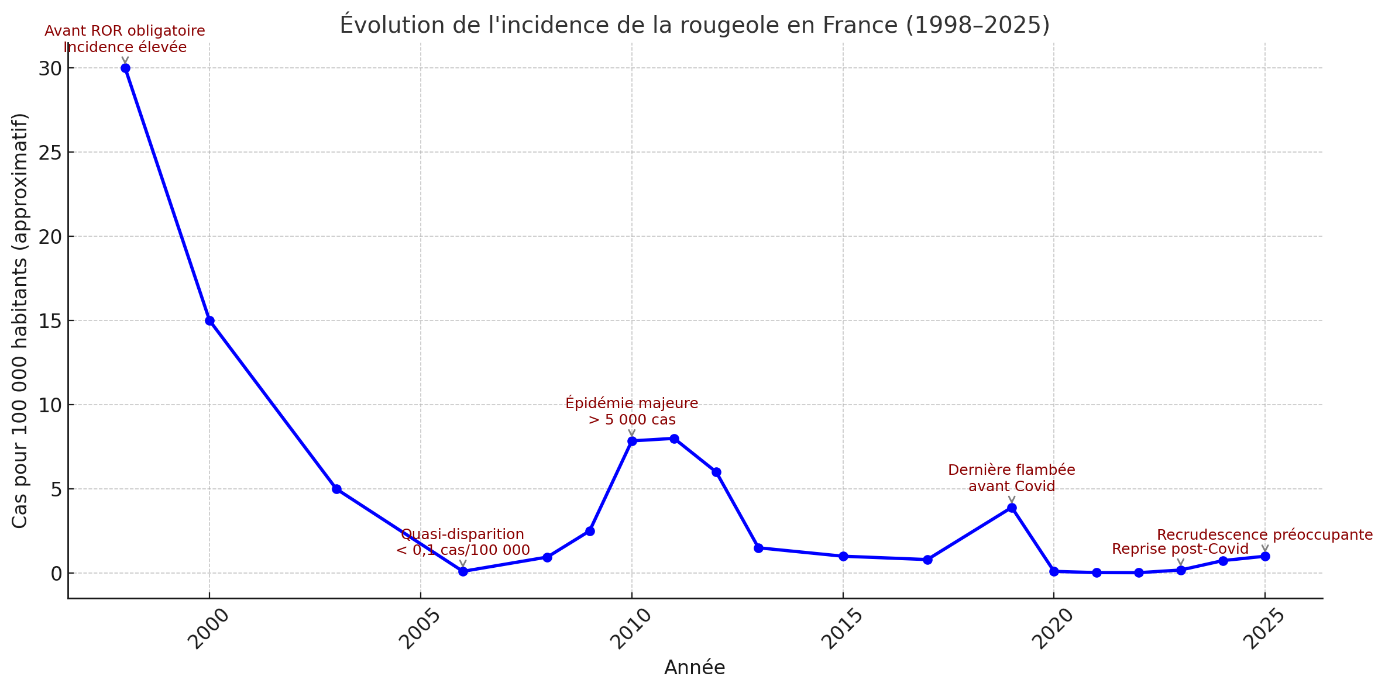 Évolution de l'incidence de la rougeole en France (1998–2025)
Avant ROR obligatoire
Incidence élevée
Cas pour 100 000 habitants (approximatif)
30
25
20
15
10
5
0
Quasi-disparition
< 0,1 cas/100 000
Épidémie majeure
> 5 000 cas
Dernière flambée
avant Covid
Reprise post-Covid
Recrudescence préoccupante
2000
2005
2010
2015
2020
2025
Année